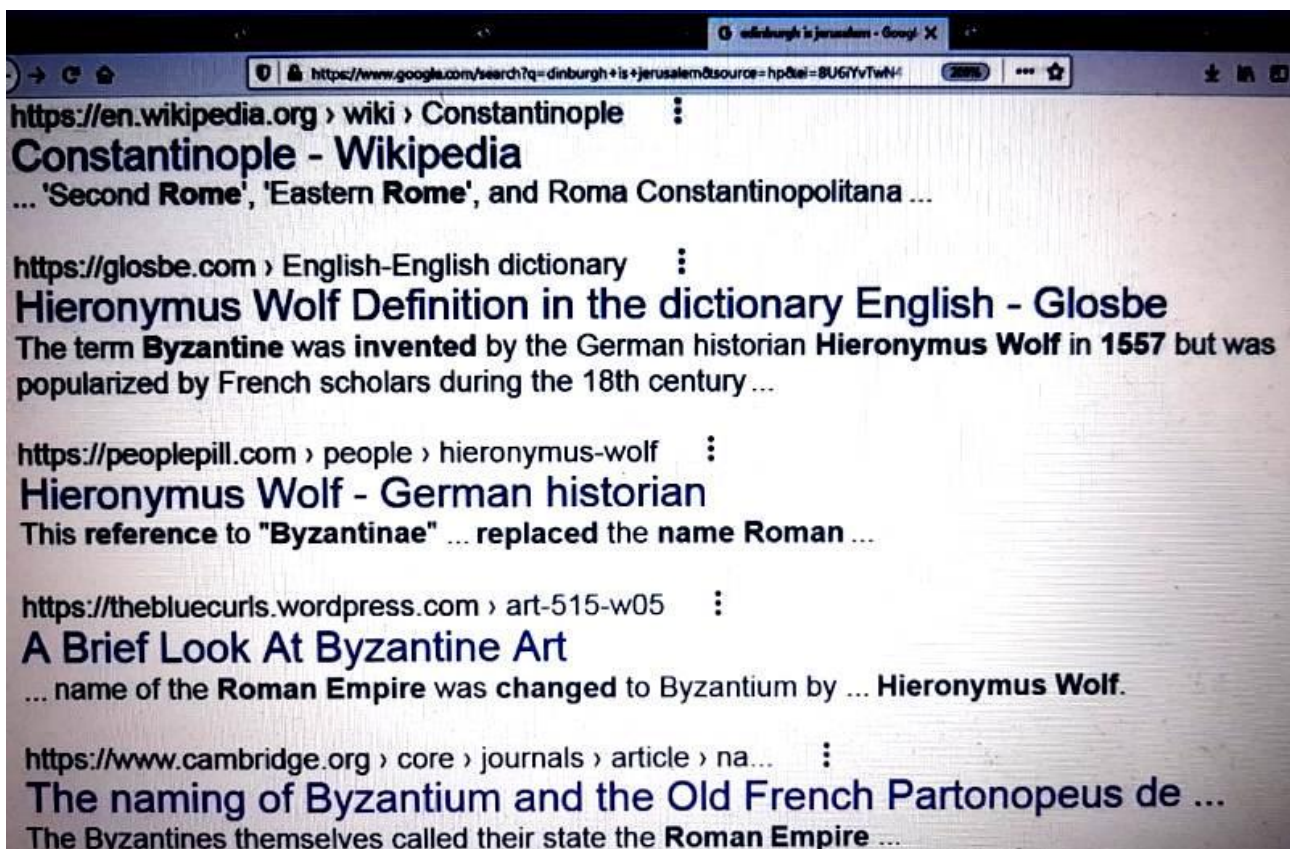 edinburgh is jerusalem - Googl
https://www.google.com/search?q=dinburgh+is+jerusalem&source=hp&ei=8U6iYvTwN4
200%
https://en.wikipedia.org › wiki › Constantinople
Constantinople - Wikipedia
... 'Second Rome', 'Eastern Rome', and Roma Constantinopolitana ...
https://glosbe.com › English-English dictionary
Hieronymus Wolf Definition in the dictionary English - Glosbe
The term Byzantine was invented by the German historian Hieronymus Wolf in 1557 but was
popularized by French scholars during the 18th century ...
https://peoplepill.com › people › hieronymus-wolf
Hieronymus Wolf - German historian
This reference to "Byzantinae" ... replaced the name Roman ...
https://thebluecurls.wordpress.com › art-515-w05
A Brief Look At Byzantine Art
... name of the Roman Empire was changed to Byzantium by ... Hieronymus Wolf.
https://www.cambridge.org › core › journals › article › na...
The naming of Byzantium and the Old French Partonopeus de ...
The Byzantines themselves called their state the Roman Empire ...